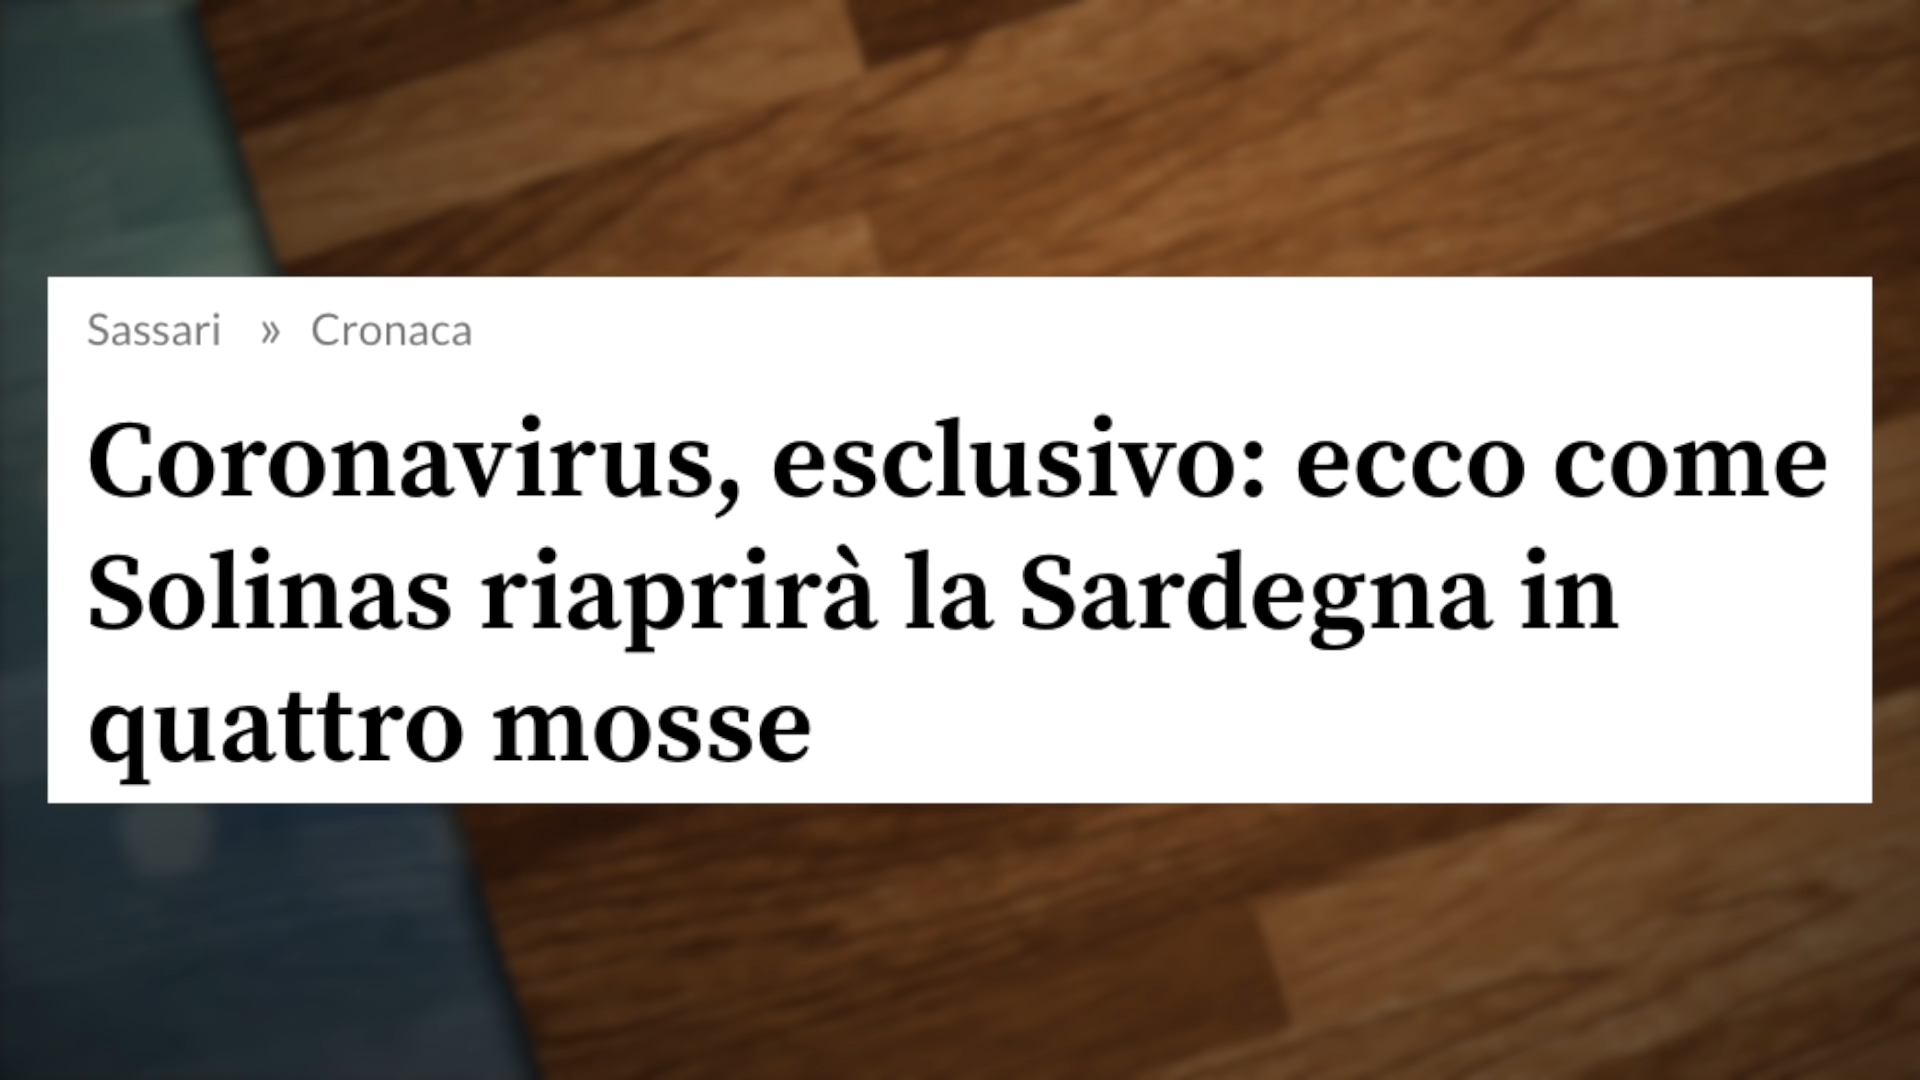 Sassari » Cronaca
Coronavirus, esclusivo: ecco come
Solinas riaprirà la Sardegna in
quattro mosse